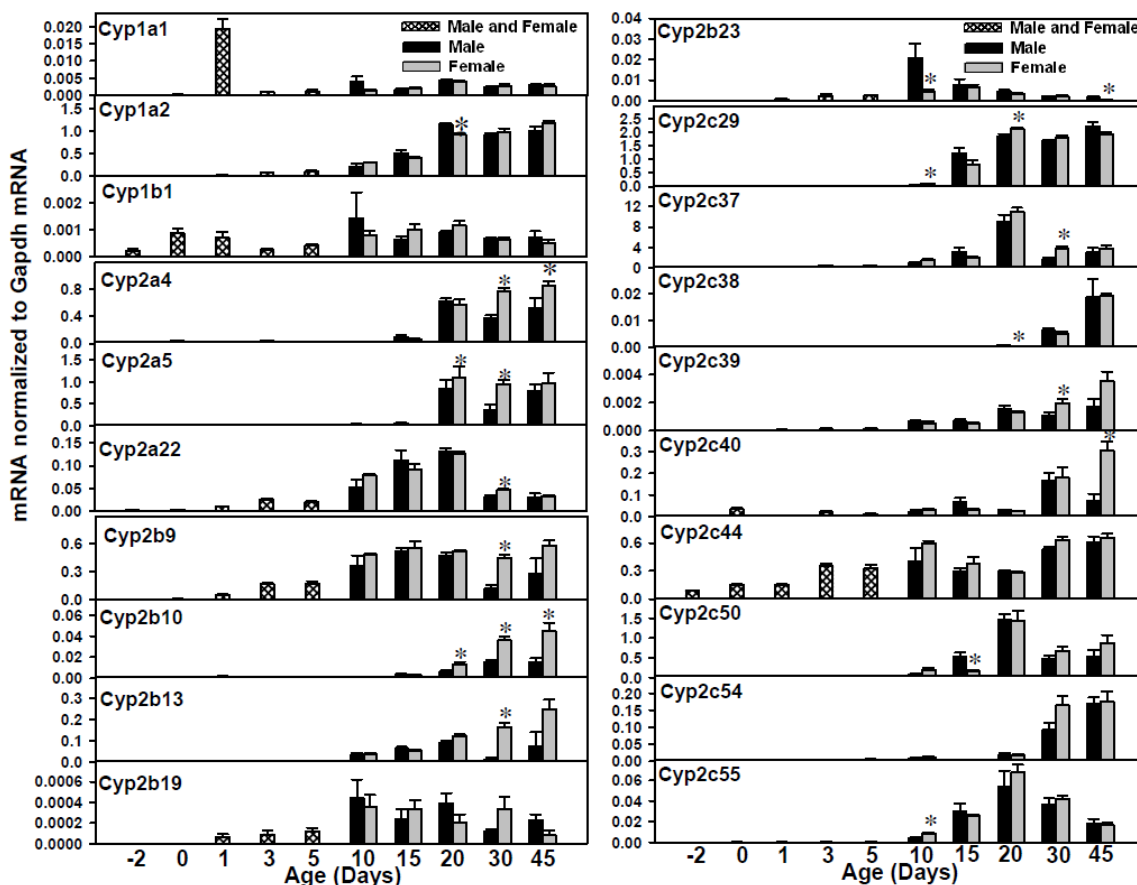 mRNA normalized to Gapdh mRNA
Cyp1a1
Male and Female
Male
Female
0.020
0.015
0.010
0.005
0.000
Cyp1a2
1.5
1.0
0.5
0.0
*
Cyp1b1
0.002
0.001
0.000
Cyp2a4
0.8
0.4
0.0
* *
Cyp2a5
1.5
1.0
0.5
0.0
* *
Cyp2a22
0.15
0.10
0.05
0.00
*
Cyp2b9
0.6
0.3
0.0
*
Cyp2b10
0.06
0.04
0.02
0.00
* * *
Cyp2b13
0.3
0.2
0.1
0.0
*
Cyp2b19
0.0006
0.0004
0.0002
0.0000
-2 0 1 3 5 10 15 20 30 45
Age (Days)
Cyp2b23
Male and Female
Male
Female
0.04
0.03
0.02
0.01
0.00
* *
Cyp2c29
2.5
2.0
1.5
1.0
0.5
0.0
* *
Cyp2c37
12
8
4
0
*
Cyp2c38
0.02
0.01
0.00
*
Cyp2c39
0.004
0.002
0.000
*
Cyp2c40
0.3
0.2
0.1
0.0
*
Cyp2c44
0.6
0.3
0.0
Cyp2c50
1.5
1.0
0.5
0.0
*
Cyp2c54
0.20
0.15
0.10
0.05
0.00
Cyp2c55
0.06
0.04
0.02
0.00
*
-2 0 1 3 5 10 15 20 30 45
Age (Days)